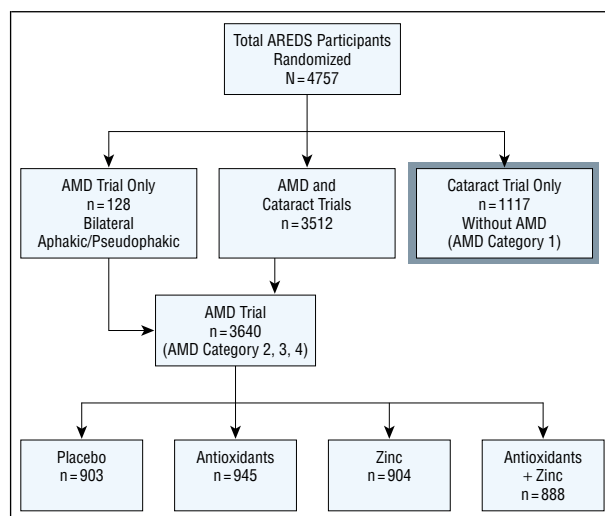 Total AREDS Participants
Randomized
N=4757
AMD Trial Only
n=128
Bilateral
Aphakic/Pseudophakic
AMD and
Cataract Trials
n=3512
Cataract Trial Only
n=1117
Without AMD
(AMD Category 1)
AMD Trial
n=3640
(AMD Category 2, 3, 4)
Placebo
n=903
Antioxidants
n=945
Zinc
n=904
Antioxidants
+ Zinc
n=888